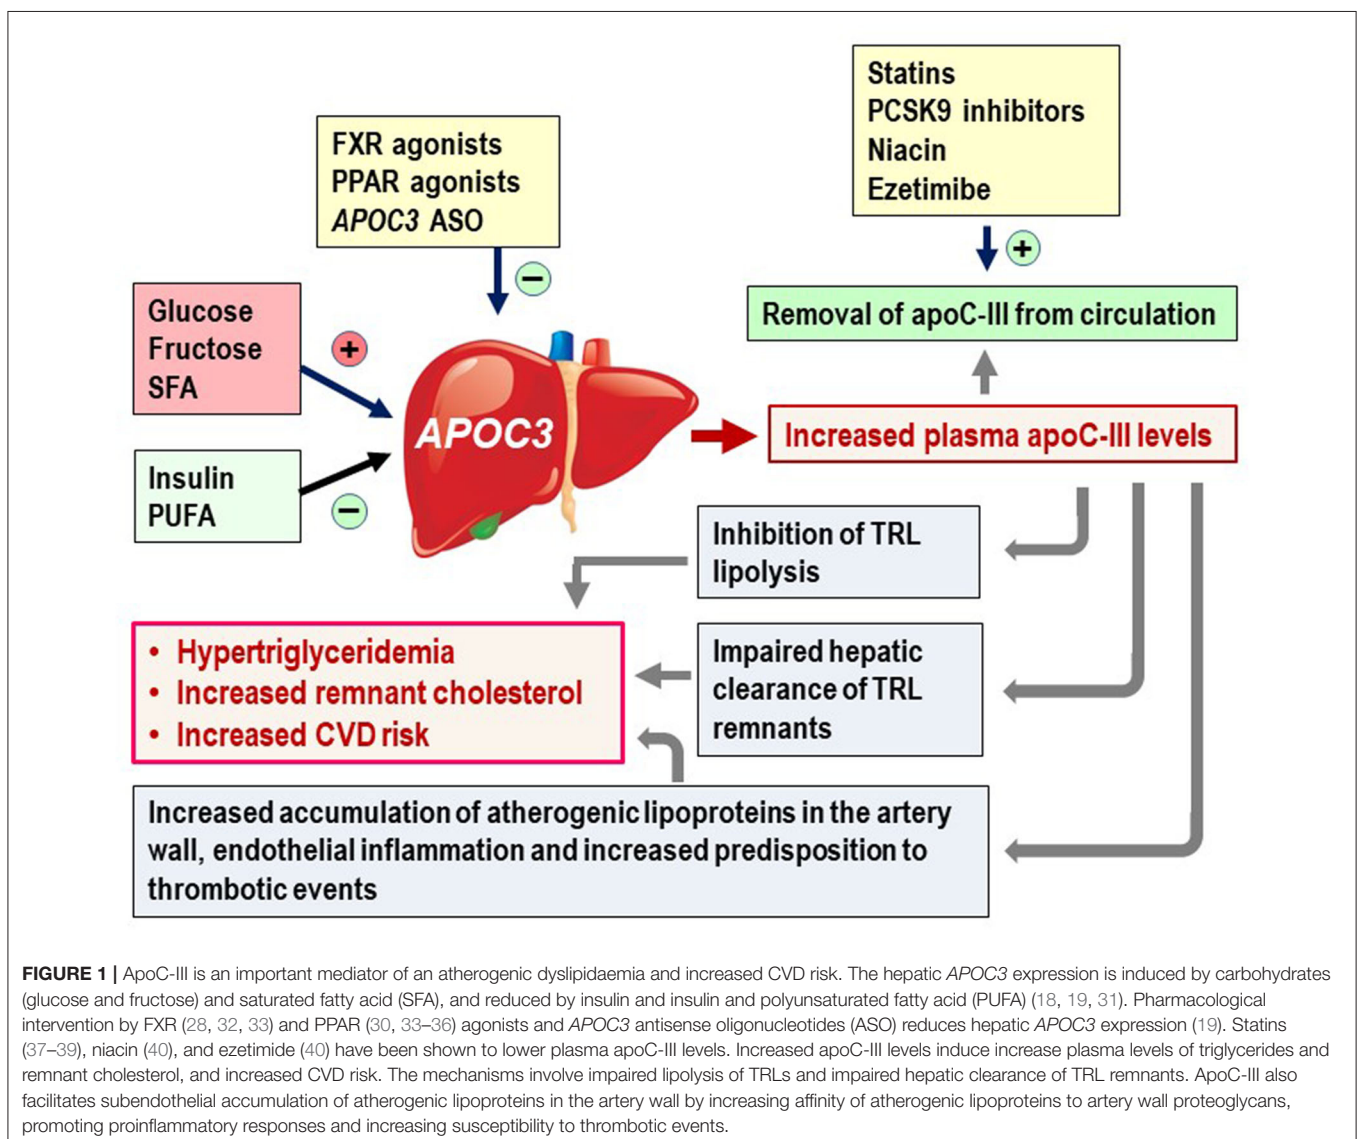 Statins
PCSK9 inhibitors
Niacin
Ezetimibe
FXR agonists
PPAR agonists
APOC3 ASO
+
−
Glucose
Fructose
SFA
+
Removal of apoC-III from circulation
APOC3
Increased plasma apoC-III levels
Insulin
PUFA
−
Inhibition of TRL
lipolysis
• Hypertriglyceridemia
• Increased remnant cholesterol
• Increased CVD risk
Impaired hepatic
clearance of TRL
remnants
Increased accumulation of atherogenic lipoproteins in the artery
wall, endothelial inflammation and increased predisposition to
thrombotic events
FIGURE 1 | ApoC-III is an important mediator of an atherogenic dyslipidaemia and increased CVD risk. The hepatic APOC3 expression is induced by carbohydrates
(glucose and fructose) and saturated fatty acid (SFA), and reduced by insulin and insulin and polyunsaturated fatty acid (PUFA) (18, 19, 31). Pharmacological
intervention by FXR (28, 32, 33) and PPAR (30, 33–36) agonists and APOC3 antisense oligonucleotides (ASO) reduces hepatic APOC3 expression (19). Statins
(37–39), niacin (40), and ezetimide (40) have been shown to lower plasma apoC-III levels. Increased apoC-III levels induce increase plasma levels of triglycerides and
remnant cholesterol, and increased CVD risk. The mechanisms involve impaired lipolysis of TRLs and impaired hepatic clearance of TRL remnants. ApoC-III also
facilitates subendothelial accumulation of atherogenic lipoproteins in the artery wall by increasing affinity of atherogenic lipoproteins to artery wall proteoglycans,
promoting proinflammatory responses and increasing susceptibility to thrombotic events.